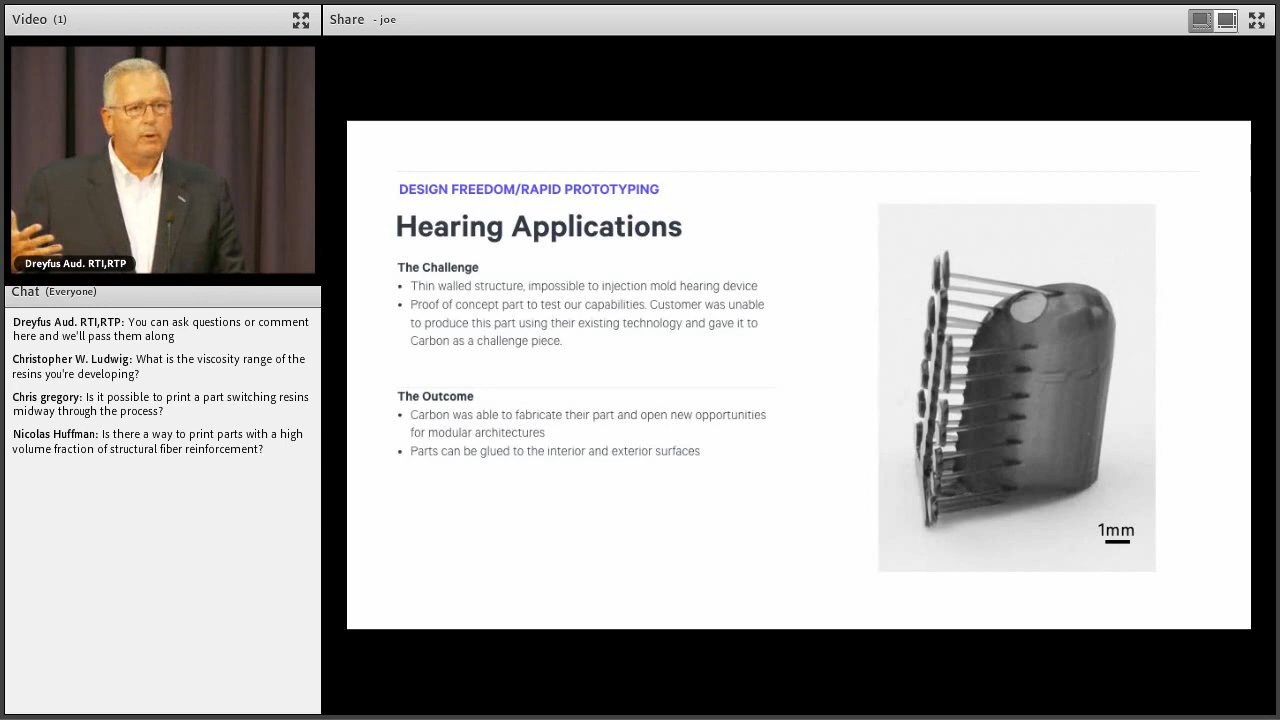 Video (1)
Share - joe
Dreyfus Aud. RTI,RTP
Chat (Everyone)
Dreyfus Aud. RTI,RTP: You can ask questions or comment
here and we'll pass them along
Christopher W. Ludwig: What is the viscosity range of the
resins you're developing?
Chris gregory: Is it possible to print a part switching resins
midway through the process?
Nicolas Huffman: Is there a way to print parts with a high
volume fraction of structural fiber reinforcement?
DESIGN FREEDOM/RAPID PROTOTYPING
Hearing Applications
The Challenge
• Thin walled structure, impossible to injection mold hearing device
• Proof of concept part to test our capabilities. Customer was unable
to produce this part using their existing technology and gave it to
Carbon as a challenge piece.
The Outcome
• Carbon was able to fabricate their part and open new opportunities
for modular architectures
• Parts can be glued to the interior and exterior surfaces
1mm